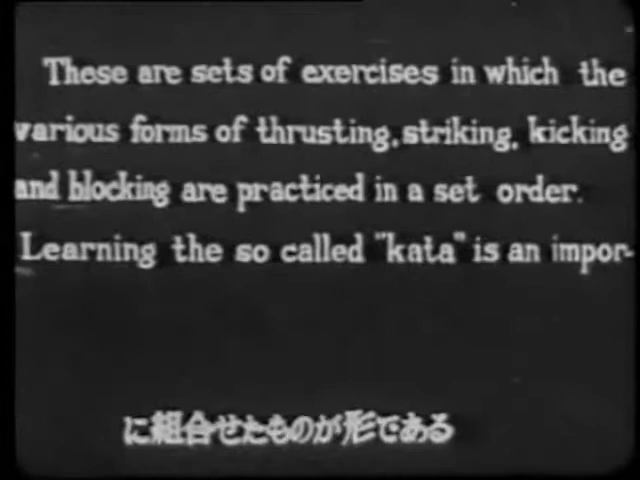 These are sets of exercises in which the
various forms of thrusting, striking, kicking
and blocking are practiced in a set order.
Learning the so called "kata" is an impor-
に組合せたものが形である